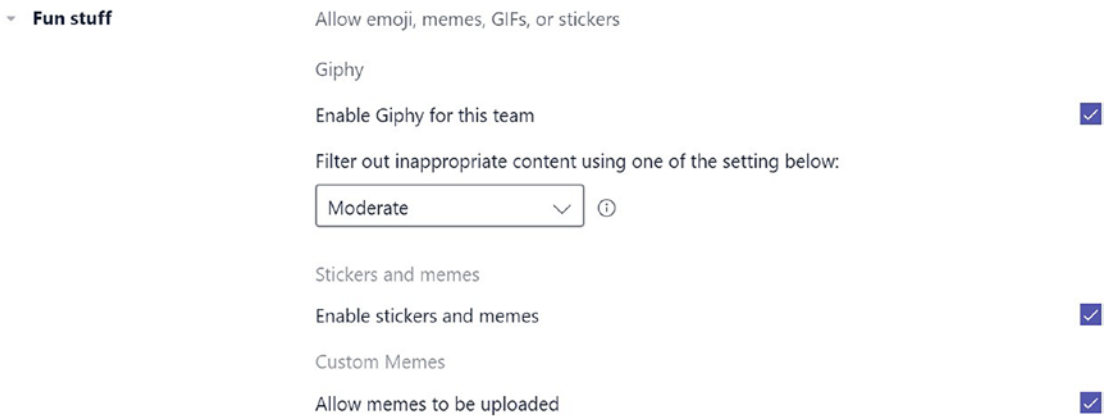 Fun stuff
Allow emoji, memes, GIFs, or stickers
Giphy
Enable Giphy for this team
Filter out inappropriate content using one of the setting below:
Moderate
Stickers and memes
Enable stickers and memes
Custom Memes
Allow memes to be uploaded